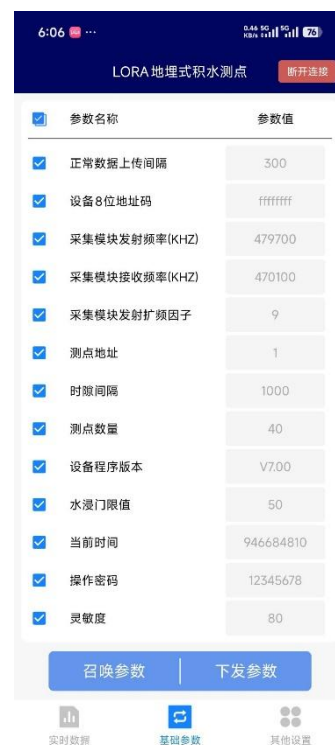 6:06 ...
0.46 KB/s 5G 5G 76
LORA地埋式积水测点 断开连接
参数名称 参数值
正常数据上传间隔 300
设备8位地址码 ffffffff
采集模块发射频率(KHZ) 479700
采集模块接收频率(KHZ) 470100
采集模块发射扩频因子 9
测点地址 1
时隙间隔 1000
测点数量 40
设备程序版本 V7.00
水浸门限值 50
当前时间 946684810
操作密码 12345678
灵敏度 80
召唤参数 下发参数
实时数据 基础参数 其他设置